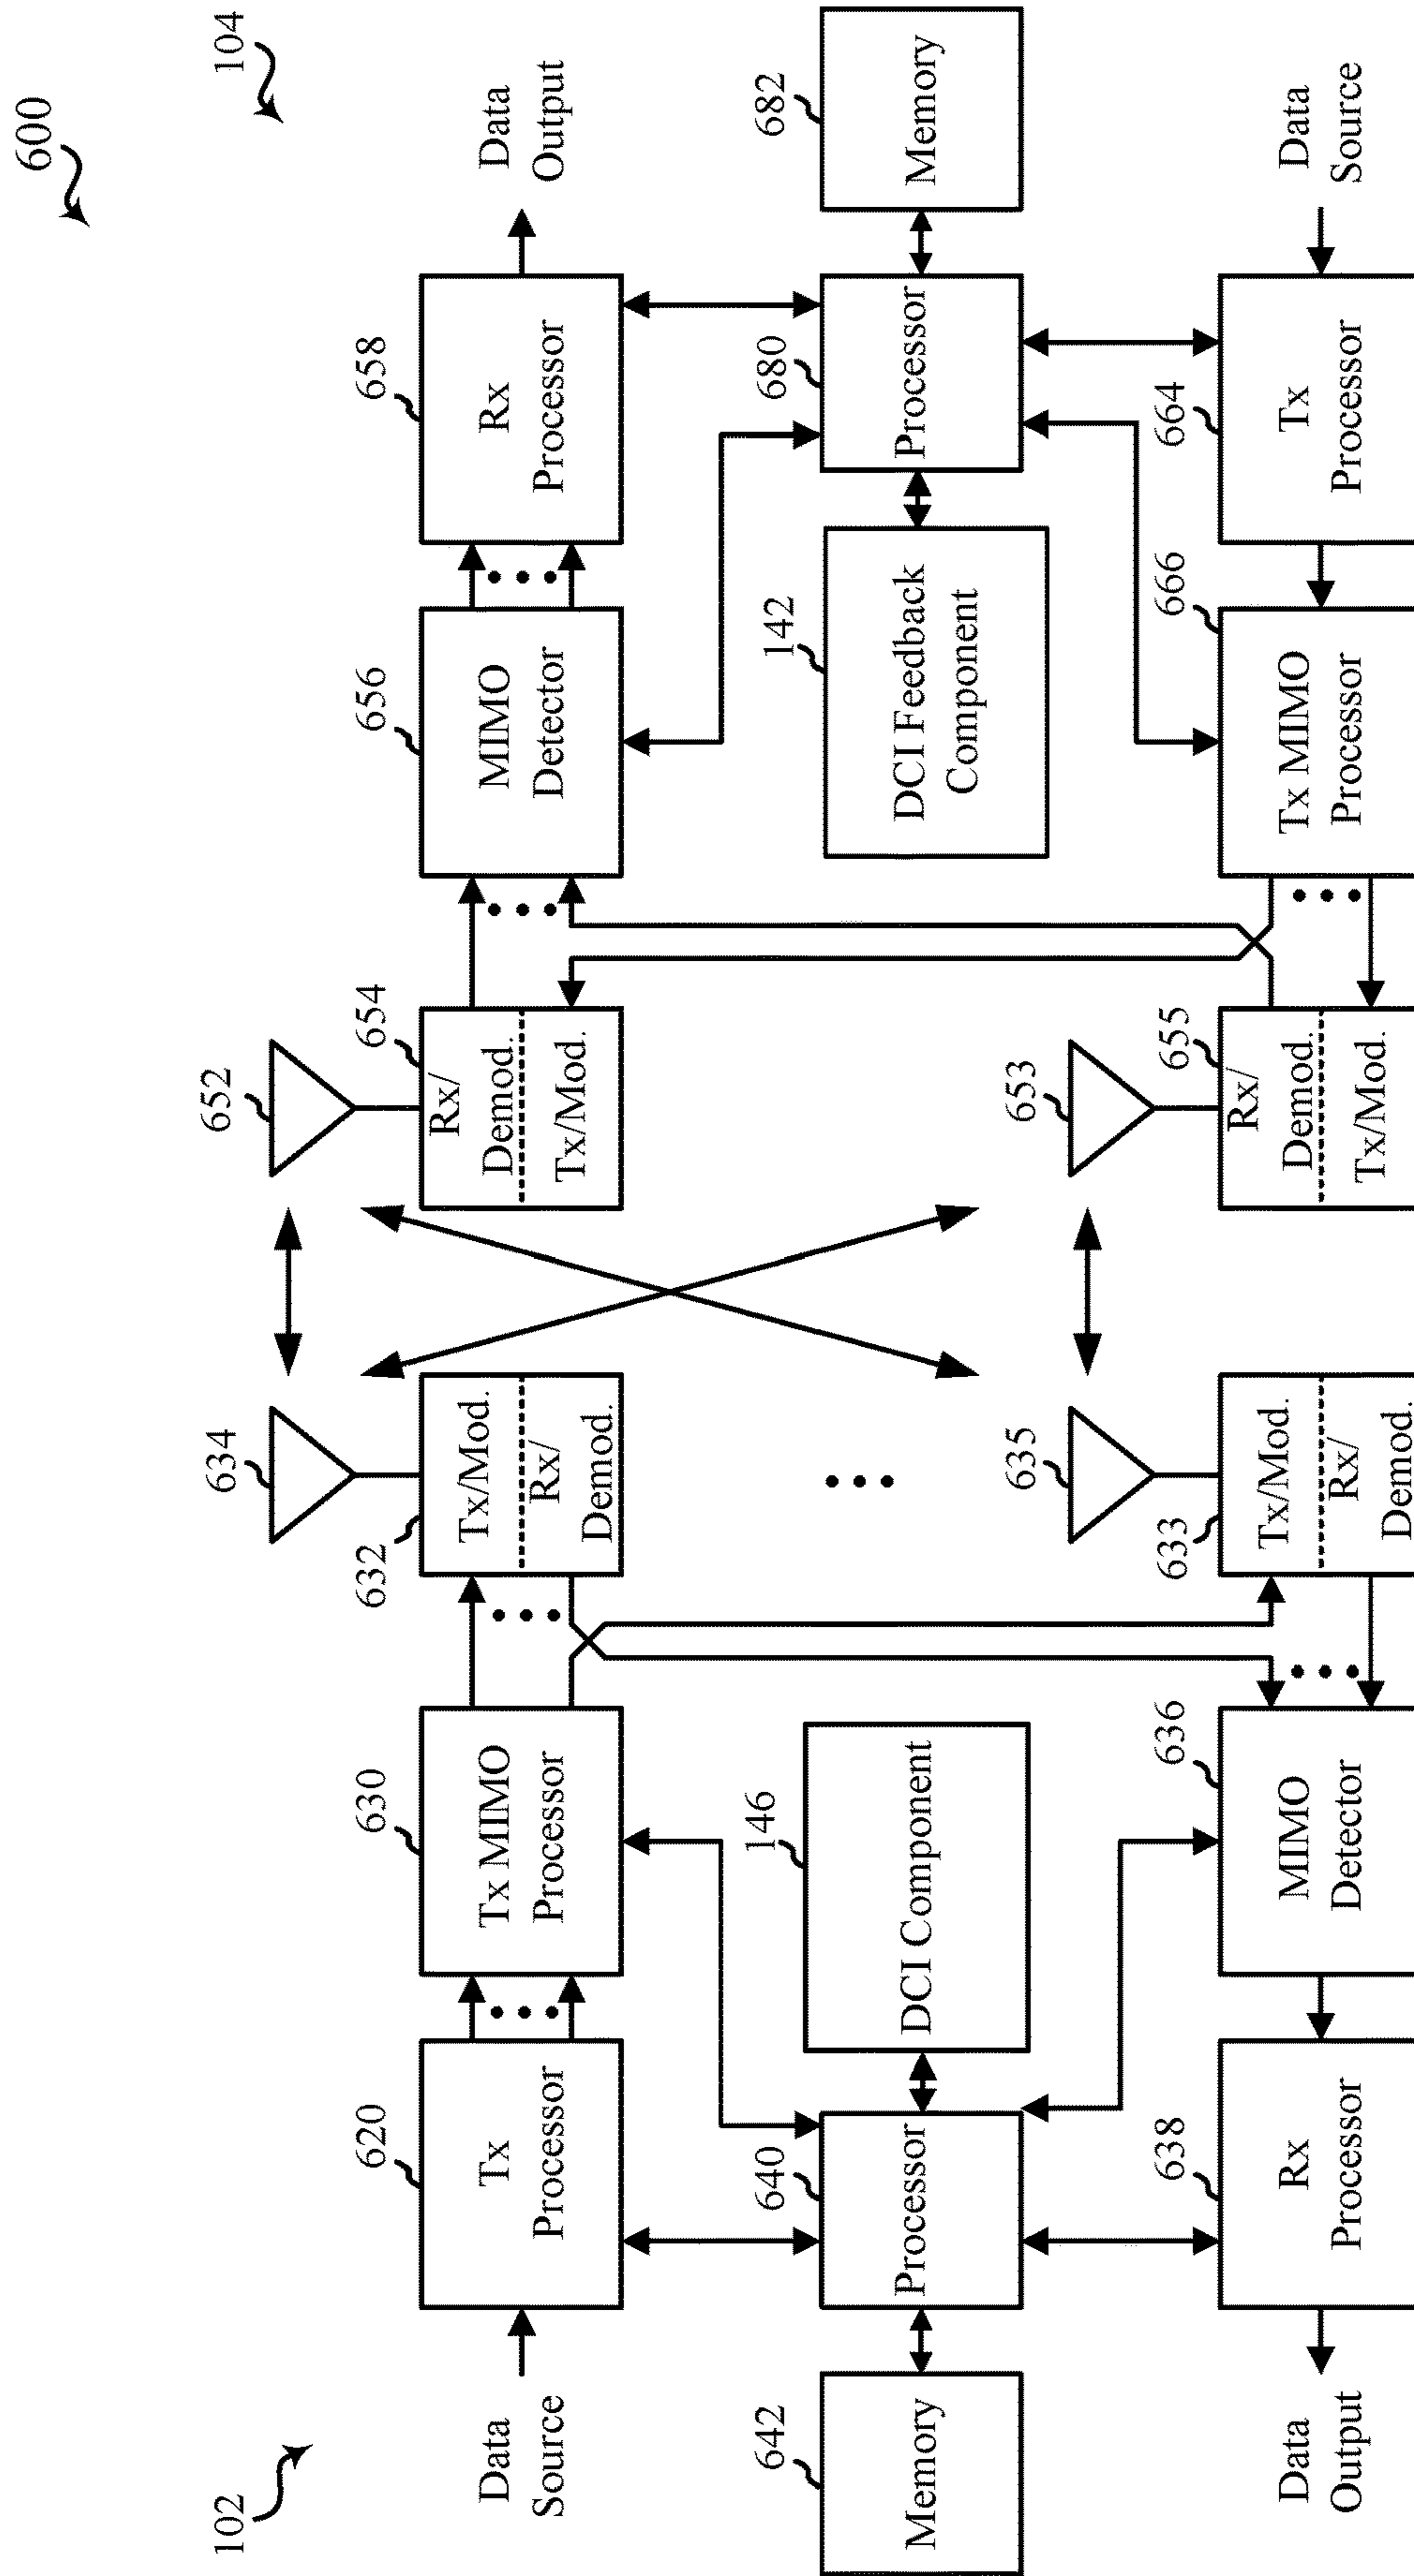 600
102
104
634
652
620
630
632
654
656
658
Data
Source
Tx
Processor
Tx MIMO
Processor
Tx/Mod.
Rx/
Demod.
Rx/
Demod.
Tx/Mod.
MIMO
Detector
Rx
Processor
Data
Output
642
640
146
142
680
682
Memory
Processor
DCI Component
DCI Feedback
Component
Processor
Memory
635
653
638
636
633
655
666
664
Data
Output
Rx
Processor
MIMO
Detector
Tx/Mod.
Rx/
Demod.
Rx/
Demod.
Tx/Mod.
Tx MIMO
Processor
Tx
Processor
Data
Source